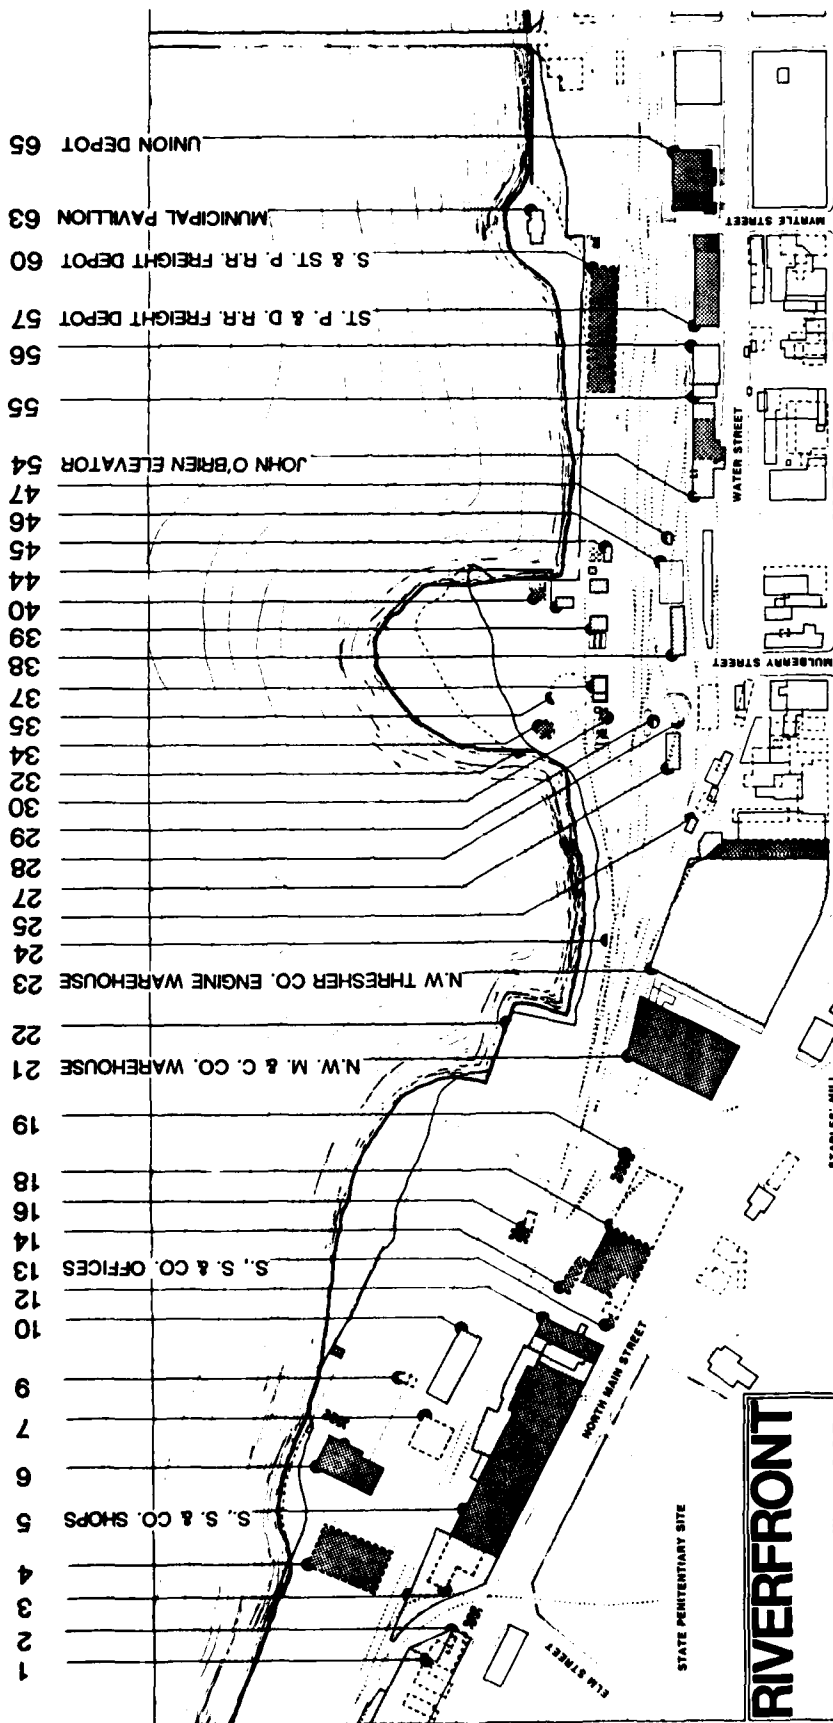 65 UNION DEPOT
63 MUNICIPAL PAVILLION
60 S. & ST. P. R.R. FREIGHT DEPOT
57 ST. P. & D. R.R. FREIGHT DEPOT
56
55
54 JOHN O'BRIEN ELEVATOR
47
46
45
44
40
39
38
37
35
34
32
30
29
28
27
25
24
23 N.W THRESHER CO. ENGINE WAREHOUSE
22
21 N.W. M. & C. CO. WAREHOUSE
19
18
16
14
13 S., S. & CO. OFFICES
12
10
9
7
6
5 S., S. & CO. SHOPS
4
3
2
1
MYRTLE STREET
WATER STREET
MULBERRY STREET
NORTH MAIN STREET
ELM STREET
STATE PENITENTIARY SITE
RIVERFRONT